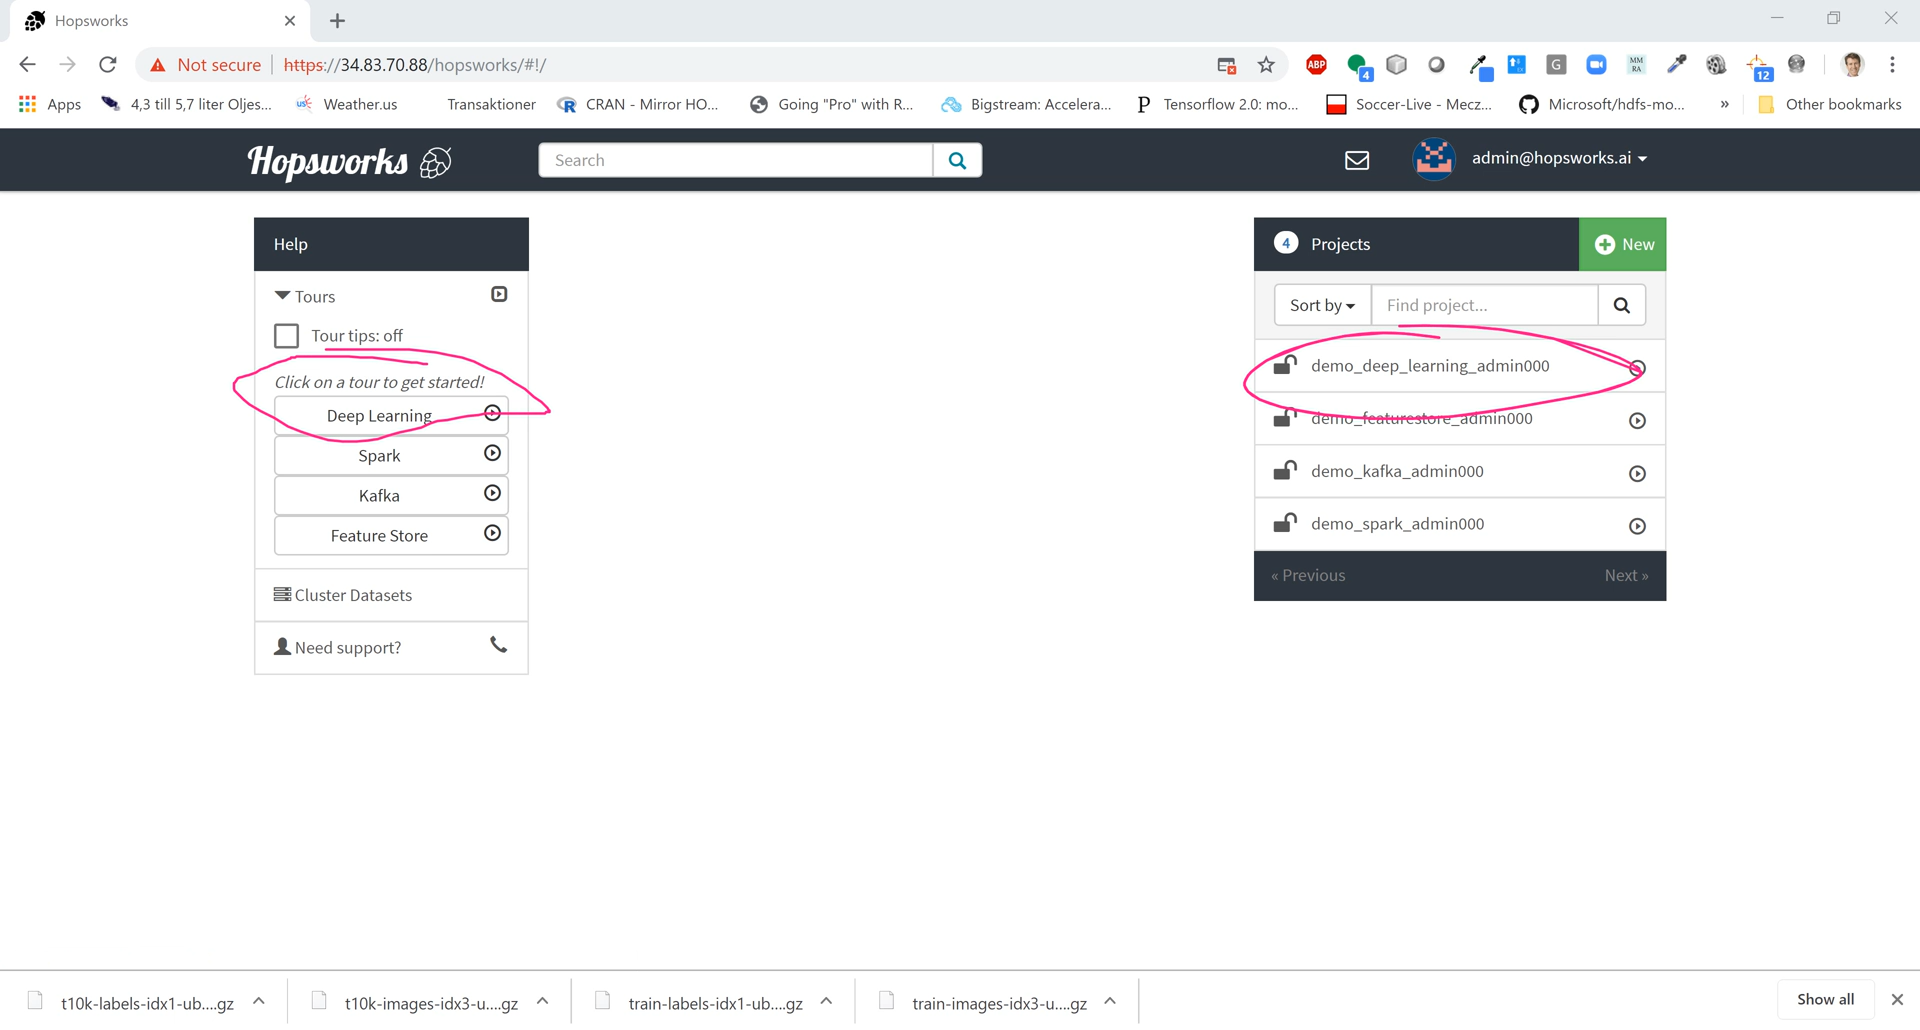 Hopsworks
Not secure | https://34.83.70.88/hopsworks/#!/
ABP 4 G MM RA 12
Apps 4,3 till 5,7 liter Oljes... Weather.us Transaktioner CRAN - Mirror HO... Going "Pro" with R... Bigstream: Accelera... Tensorflow 2.0: mo... Soccer-Live - Mecz... Microsoft/hdfs-mo... » Other bookmarks
Hopsworks Search admin@hopsworks.ai
Help
Tours
Tour tips: off
Click on a tour to get started!
Deep Learning
Spark
Kafka
Feature Store
Cluster Datasets
Need support?
4 Projects New
Sort by Find project...
demo_deep_learning_admin000
demo_featurestore_admin000
demo_kafka_admin000
demo_spark_admin000
« Previous Next »
t10k-labels-idx1-ub....gz t10k-images-idx3-u....gz train-labels-idx1-ub....gz train-images-idx3-u....gz Show all